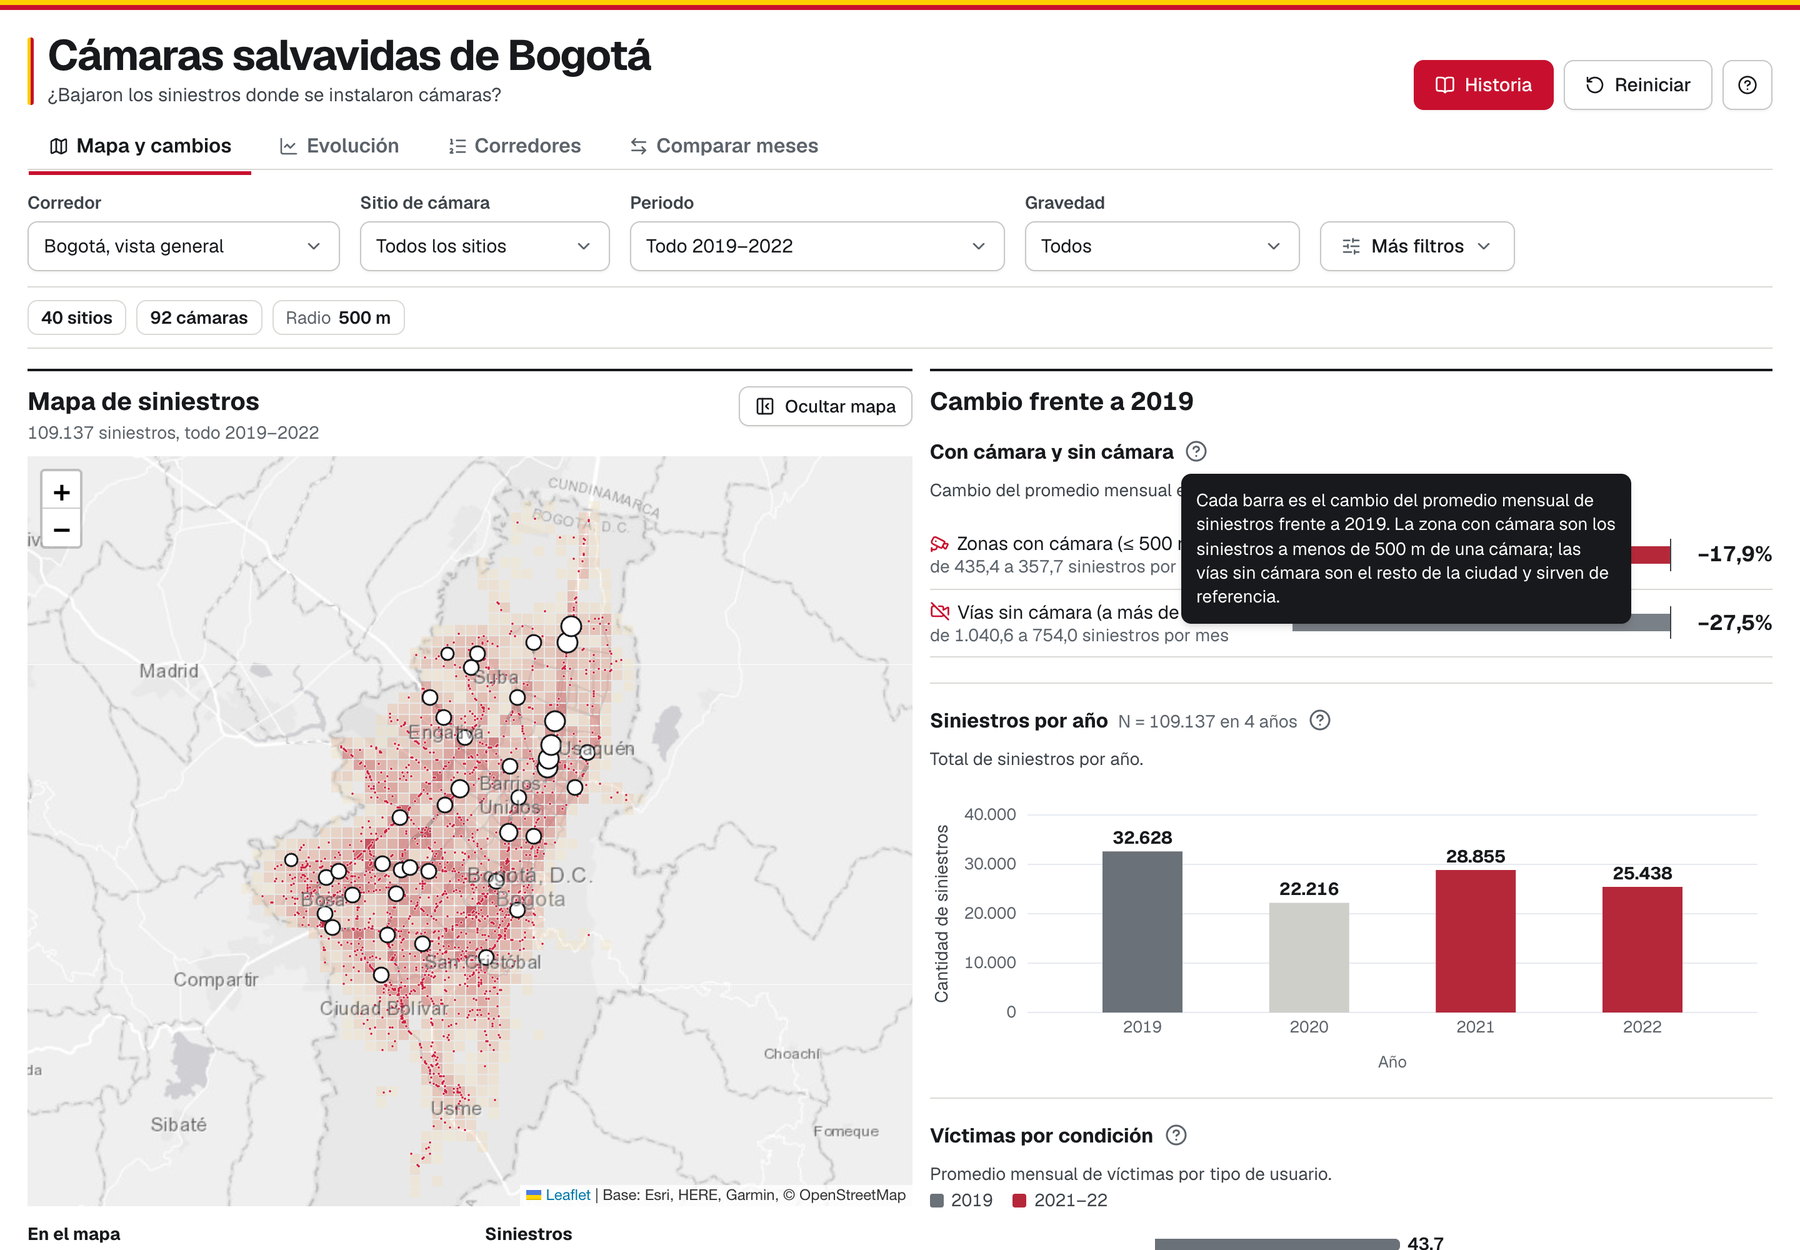 Cámaras salvavidas de Bogotá
¿Bajaron los siniestros donde se instalaron cámaras?
Historia
Reiniciar
Mapa y cambios
Evolución
Corredores
Comparar meses
Corredor
Sitio de cámara
Periodo
Gravedad
Bogotá, vista general
Todos los sitios
Todo 2019–2022
Todos
Más filtros
40 sitios
92 cámaras
Radio 500 m
Mapa de siniestros
109.137 siniestros, todo 2019–2022
Ocultar mapa
+
−
CUNDINAMARCA
BOGOTÁ, D.C.
Madrid
Suba
Engativá
Usaquén
Barrios
Unidos
Bogotá, D.C.
Bogota
Bosa
San Cristóbal
Compartir
Ciudad Bolívar
Choachí
da
Usme
Sibaté
Fomeque
Leaflet | Base: Esri, HERE, Garmin, © OpenStreetMap
En el mapa
Siniestros
Cambio frente a 2019
Con cámara y sin cámara
Cambio del promedio mensual
Cada barra es el cambio del promedio mensual de
siniestros frente a 2019. La zona con cámara son los
siniestros a menos de 500 m de una cámara; las
vías sin cámara son el resto de la ciudad y sirven de
referencia.
Zonas con cámara (≤ 500
de 435,4 a 357,7 siniestros por
−17,9%
Vías sin cámara (a más de
de 1.040,6 a 754,0 siniestros por mes
−27,5%
Siniestros por año N = 109.137 en 4 años
Total de siniestros por año.
Cantidad de siniestros
40.000
30.000
20.000
10.000
0
32.628
22.216
28.855
25.438
2019
2020
2021
2022
Año
Víctimas por condición
Promedio mensual de víctimas por tipo de usuario.
2019
2021–22
43,7